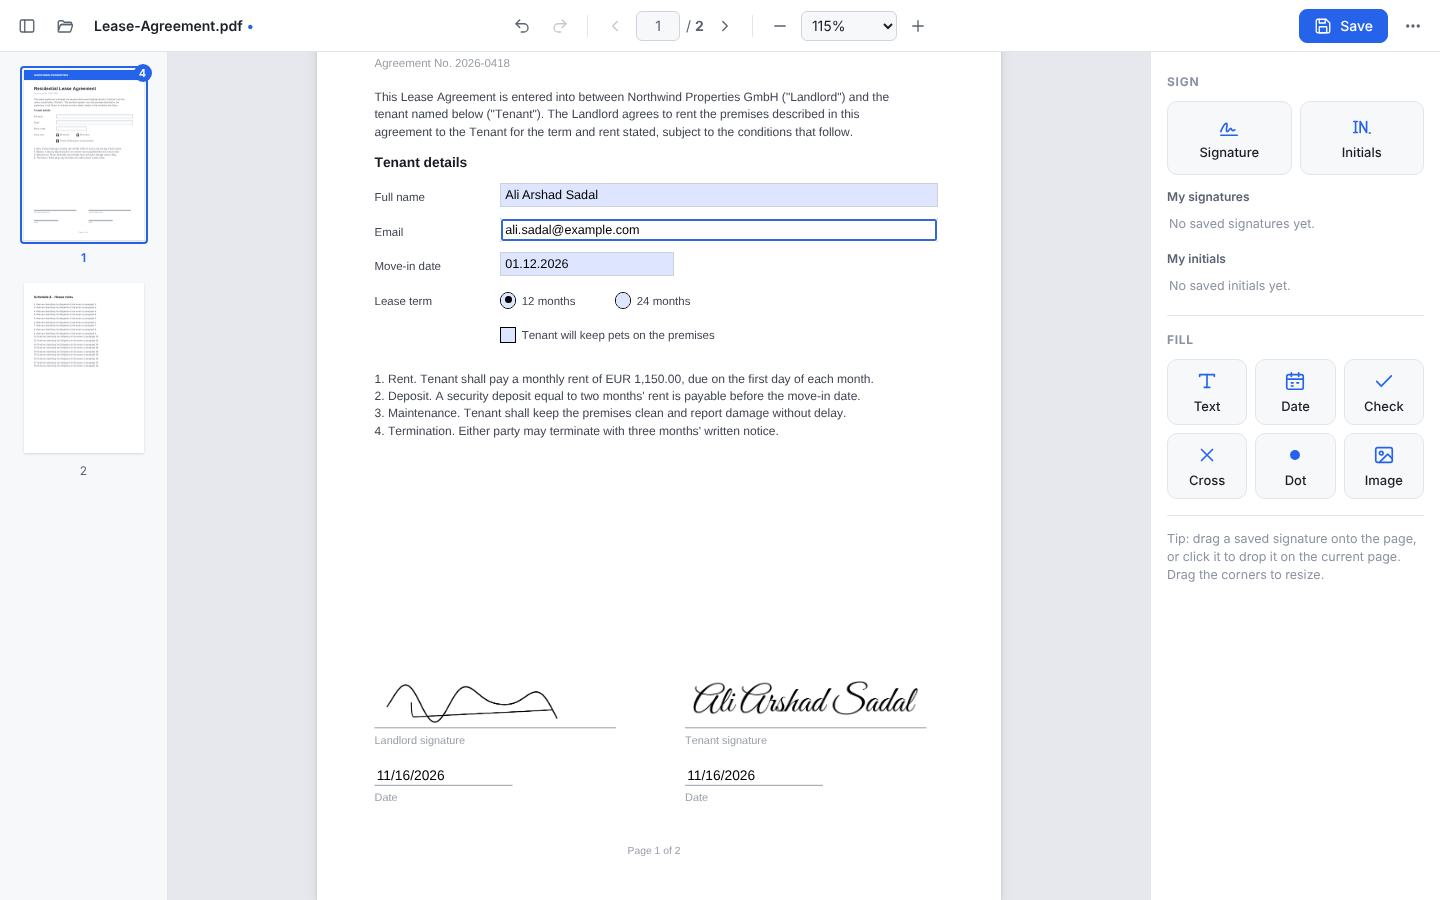 Lease-Agreement.pdf
1 / 2
115%
Save
4
1
2
Agreement No. 2026-0418
This Lease Agreement is entered into between Northwind Properties GmbH ("Landlord") and the
tenant named below ("Tenant"). The Landlord agrees to rent the premises described in this
agreement to the Tenant for the term and rent stated, subject to the conditions that follow.
Tenant details
Full name Ali Arshad Sadal
Email ali.sadal@example.com
Move-in date 01.12.2026
Lease term 12 months 24 months
Tenant will keep pets on the premises
1. Rent. Tenant shall pay a monthly rent of EUR 1,150.00, due on the first day of each month.
2. Deposit. A security deposit equal to two months' rent is payable before the move-in date.
3. Maintenance. Tenant shall keep the premises clean and report damage without delay.
4. Termination. Either party may terminate with three months' written notice.
Ali Arshad Sadal
Landlord signature Tenant signature
11/16/2026 11/16/2026
Date Date
Page 1 of 2
SIGN
Signature
IN.
Initials
My signatures
No saved signatures yet.
My initials
No saved initials yet.
FILL
Text Date Check
Cross Dot Image
Tip: drag a saved signature onto the page,
or click it to drop it on the current page.
Drag the corners to resize.